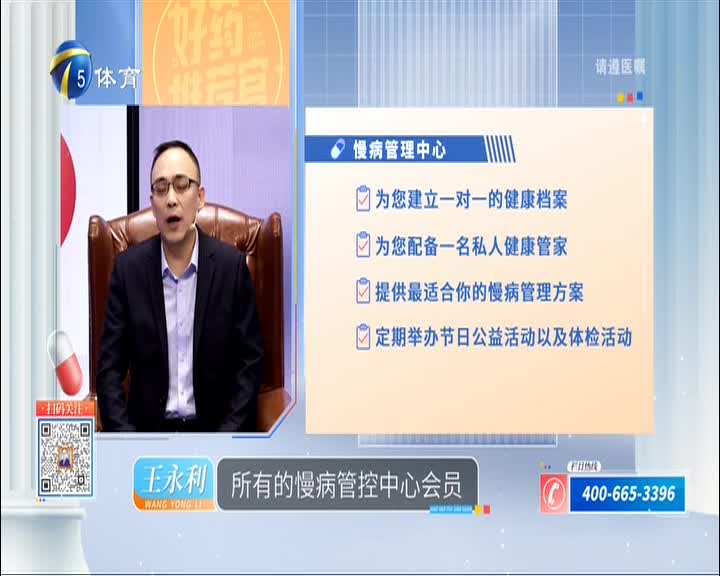 5 体育
好药
推荐官
请遵医嘱
慢病管理中心
为您建立一对一的健康档案
为您配备一名私人健康管家
提供最适合你的慢病管理方案
定期举办节日公益活动以及体检活动
·扫码关注·
王永利
WANG YONG LI
所有的慢病管控中心会员
栏目热线
400-665-3396